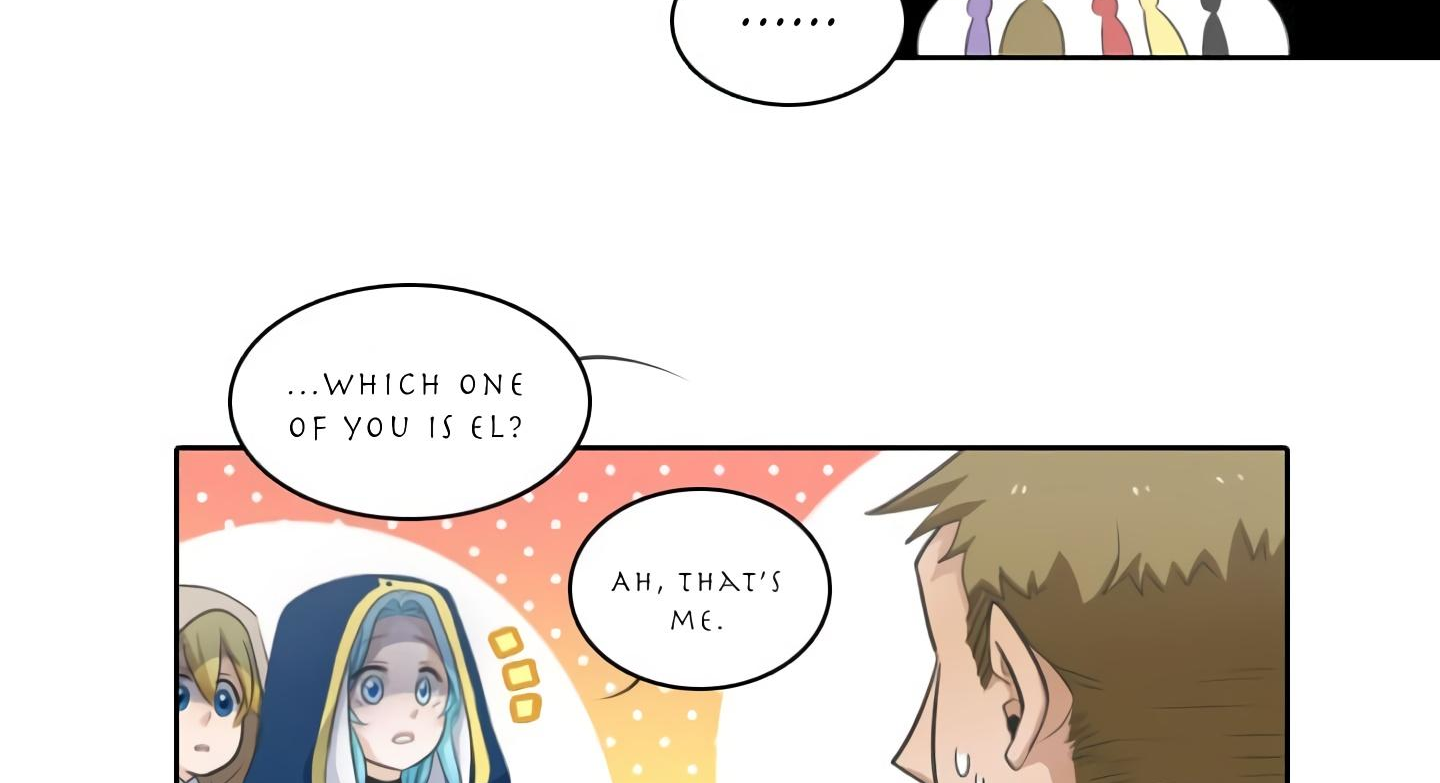 ......
...WHICH ONE
OF YOU IS EL?
AH, THAT'S
ME.